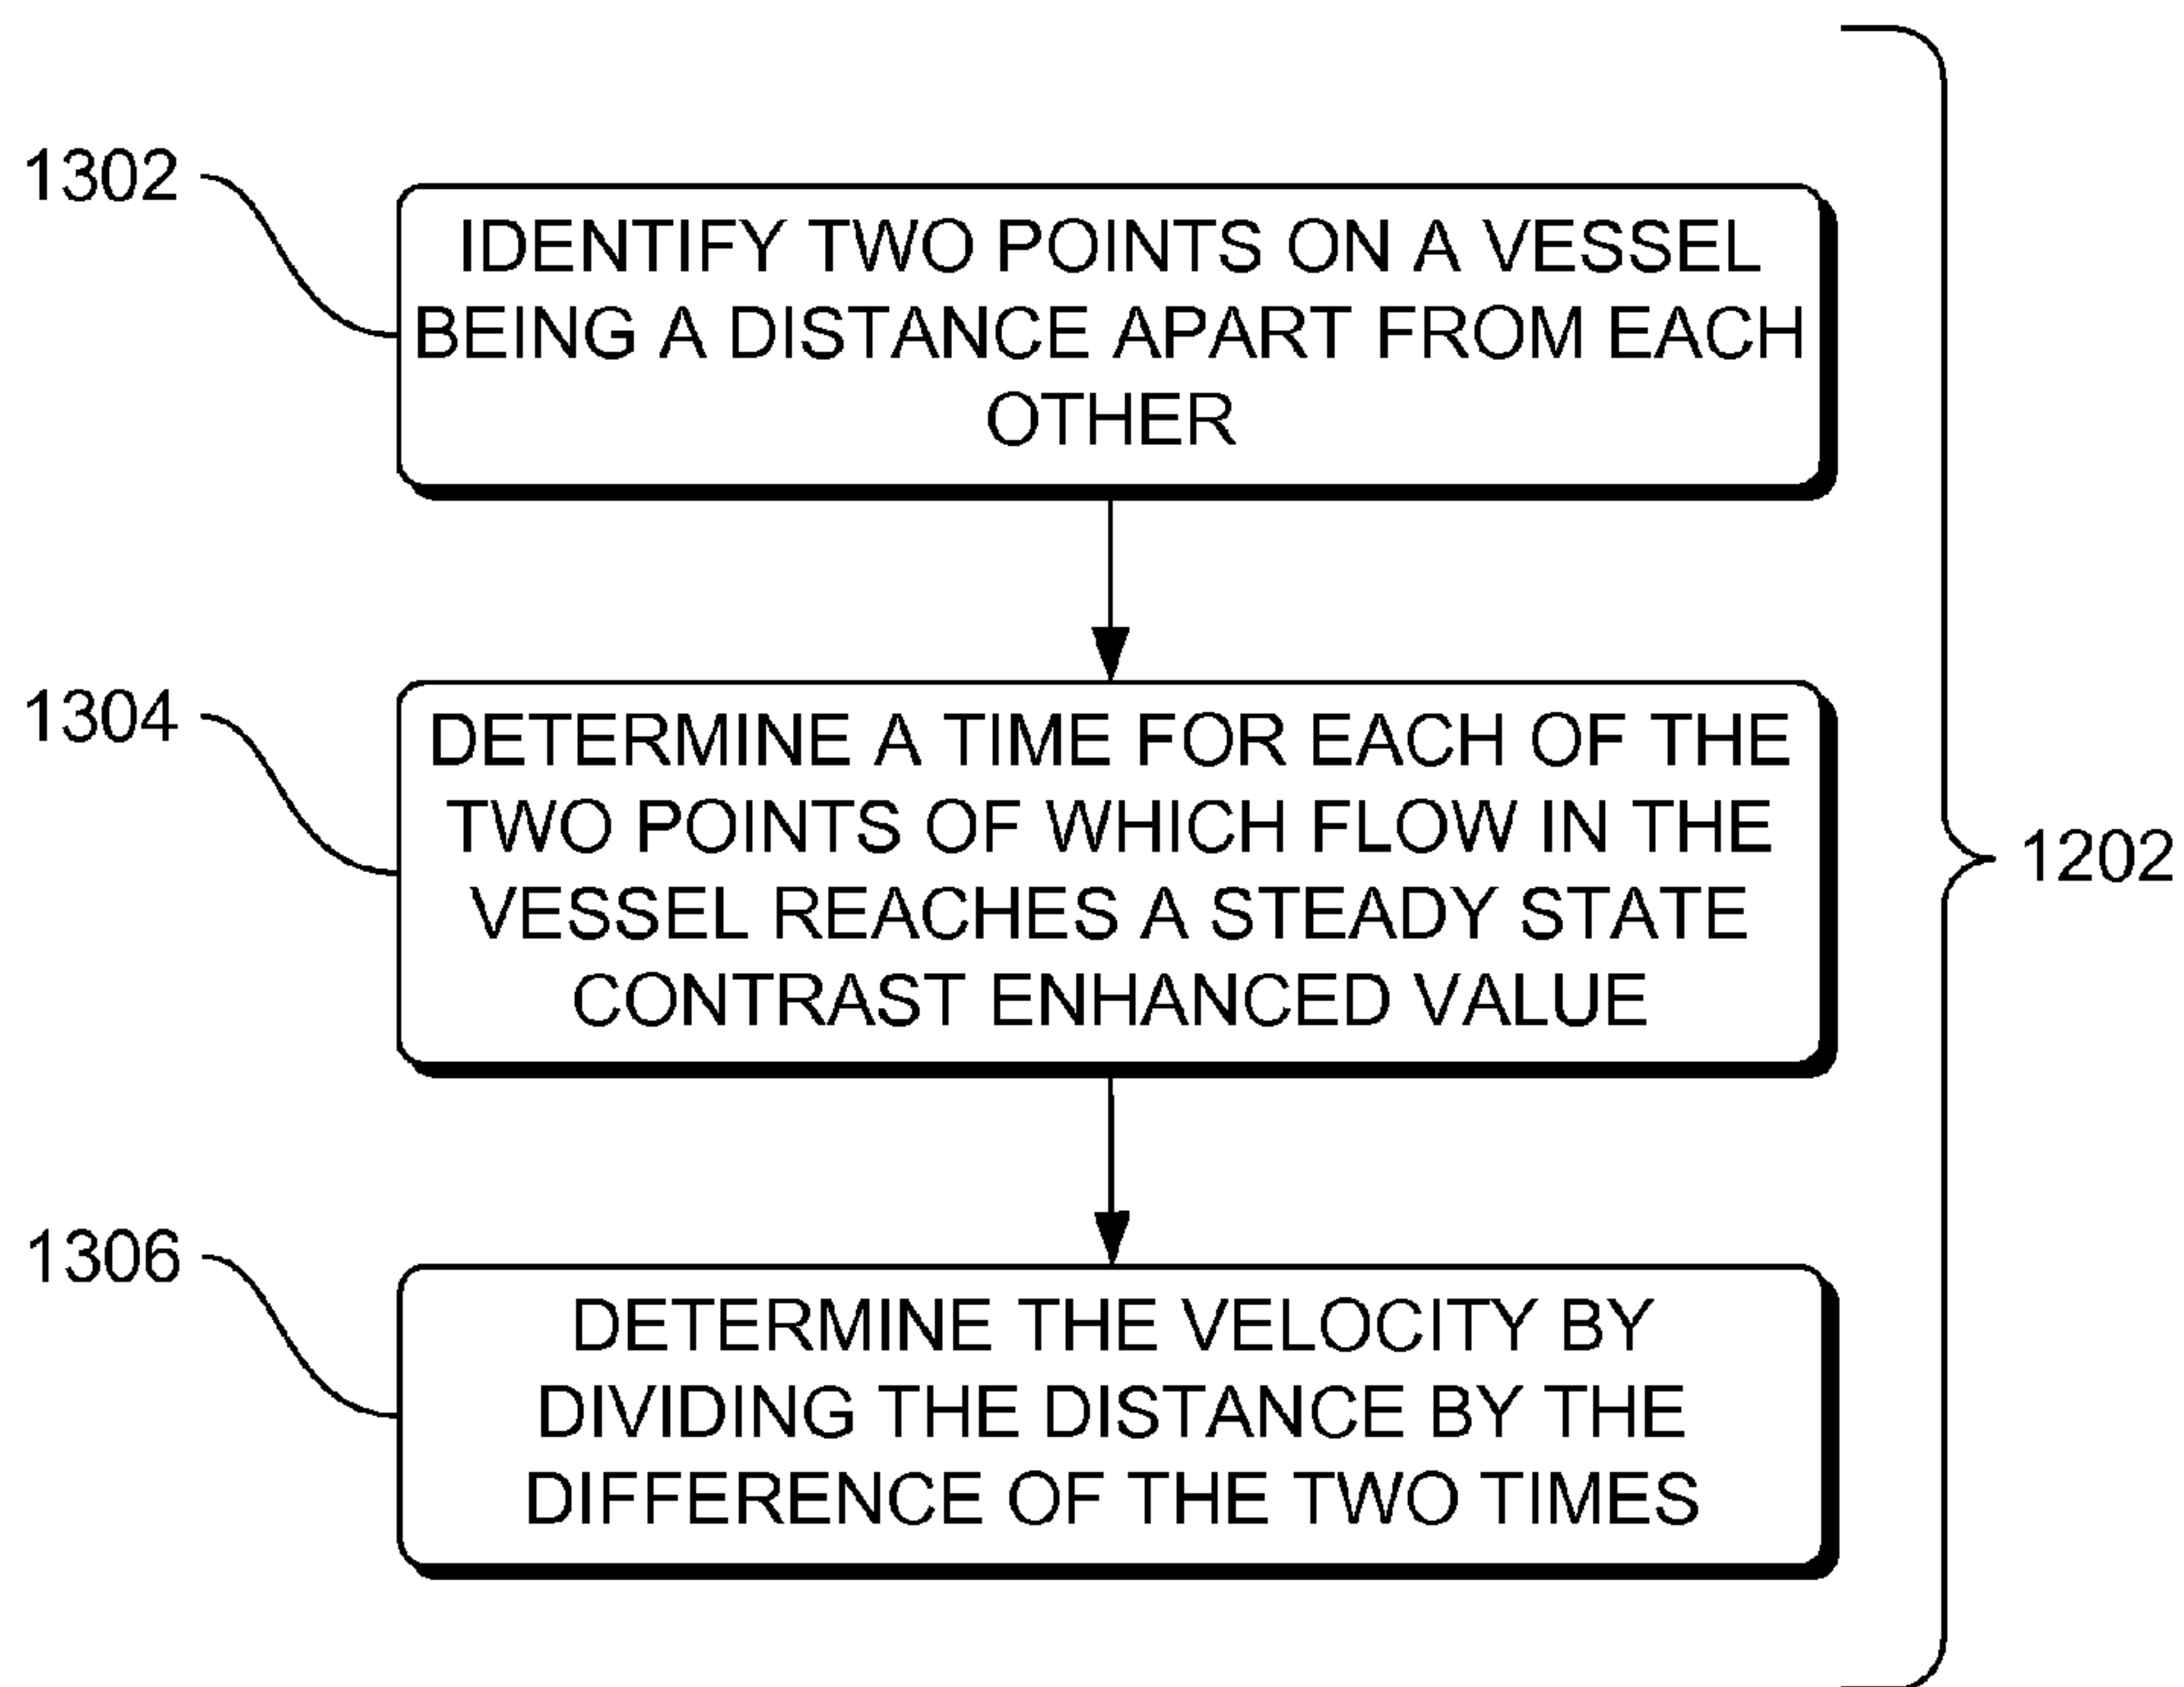 1302
IDENTIFY TWO POINTS ON A VESSEL
BEING A DISTANCE APART FROM EACH
OTHER
1304
DETERMINE A TIME FOR EACH OF THE
TWO POINTS OF WHICH FLOW IN THE
VESSEL REACHES A STEADY STATE
CONTRAST ENHANCED VALUE
1202
1306
DETERMINE THE VELOCITY BY
DIVIDING THE DISTANCE BY THE
DIFFERENCE OF THE TWO TIMES